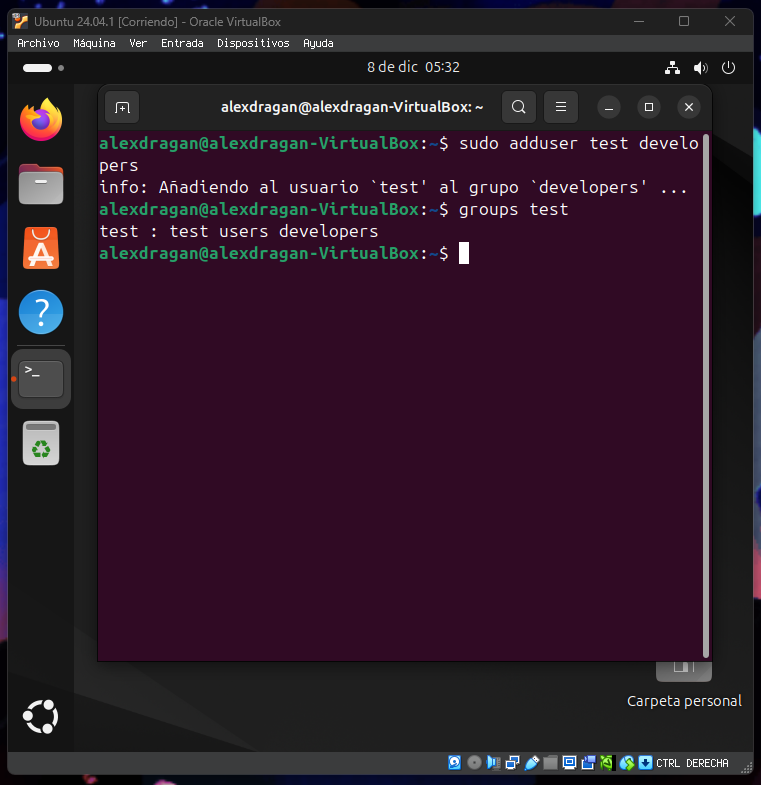 Ubuntu 24.04.1 [Corriendo] - Oracle VirtualBox
Archivo Máquina Ver Entrada Dispositivos Ayuda
8 de dic 05:32
alexdragan@alexdragan-VirtualBox: ~
alexdragan@alexdragan-VirtualBox:~$ sudo adduser test develo
pers
info: Añadiendo al usuario `test' al grupo `developers' ...
alexdragan@alexdragan-VirtualBox:~$ groups test
test : test users developers
alexdragan@alexdragan-VirtualBox:~$
Carpeta personal
CTRL DERECHA